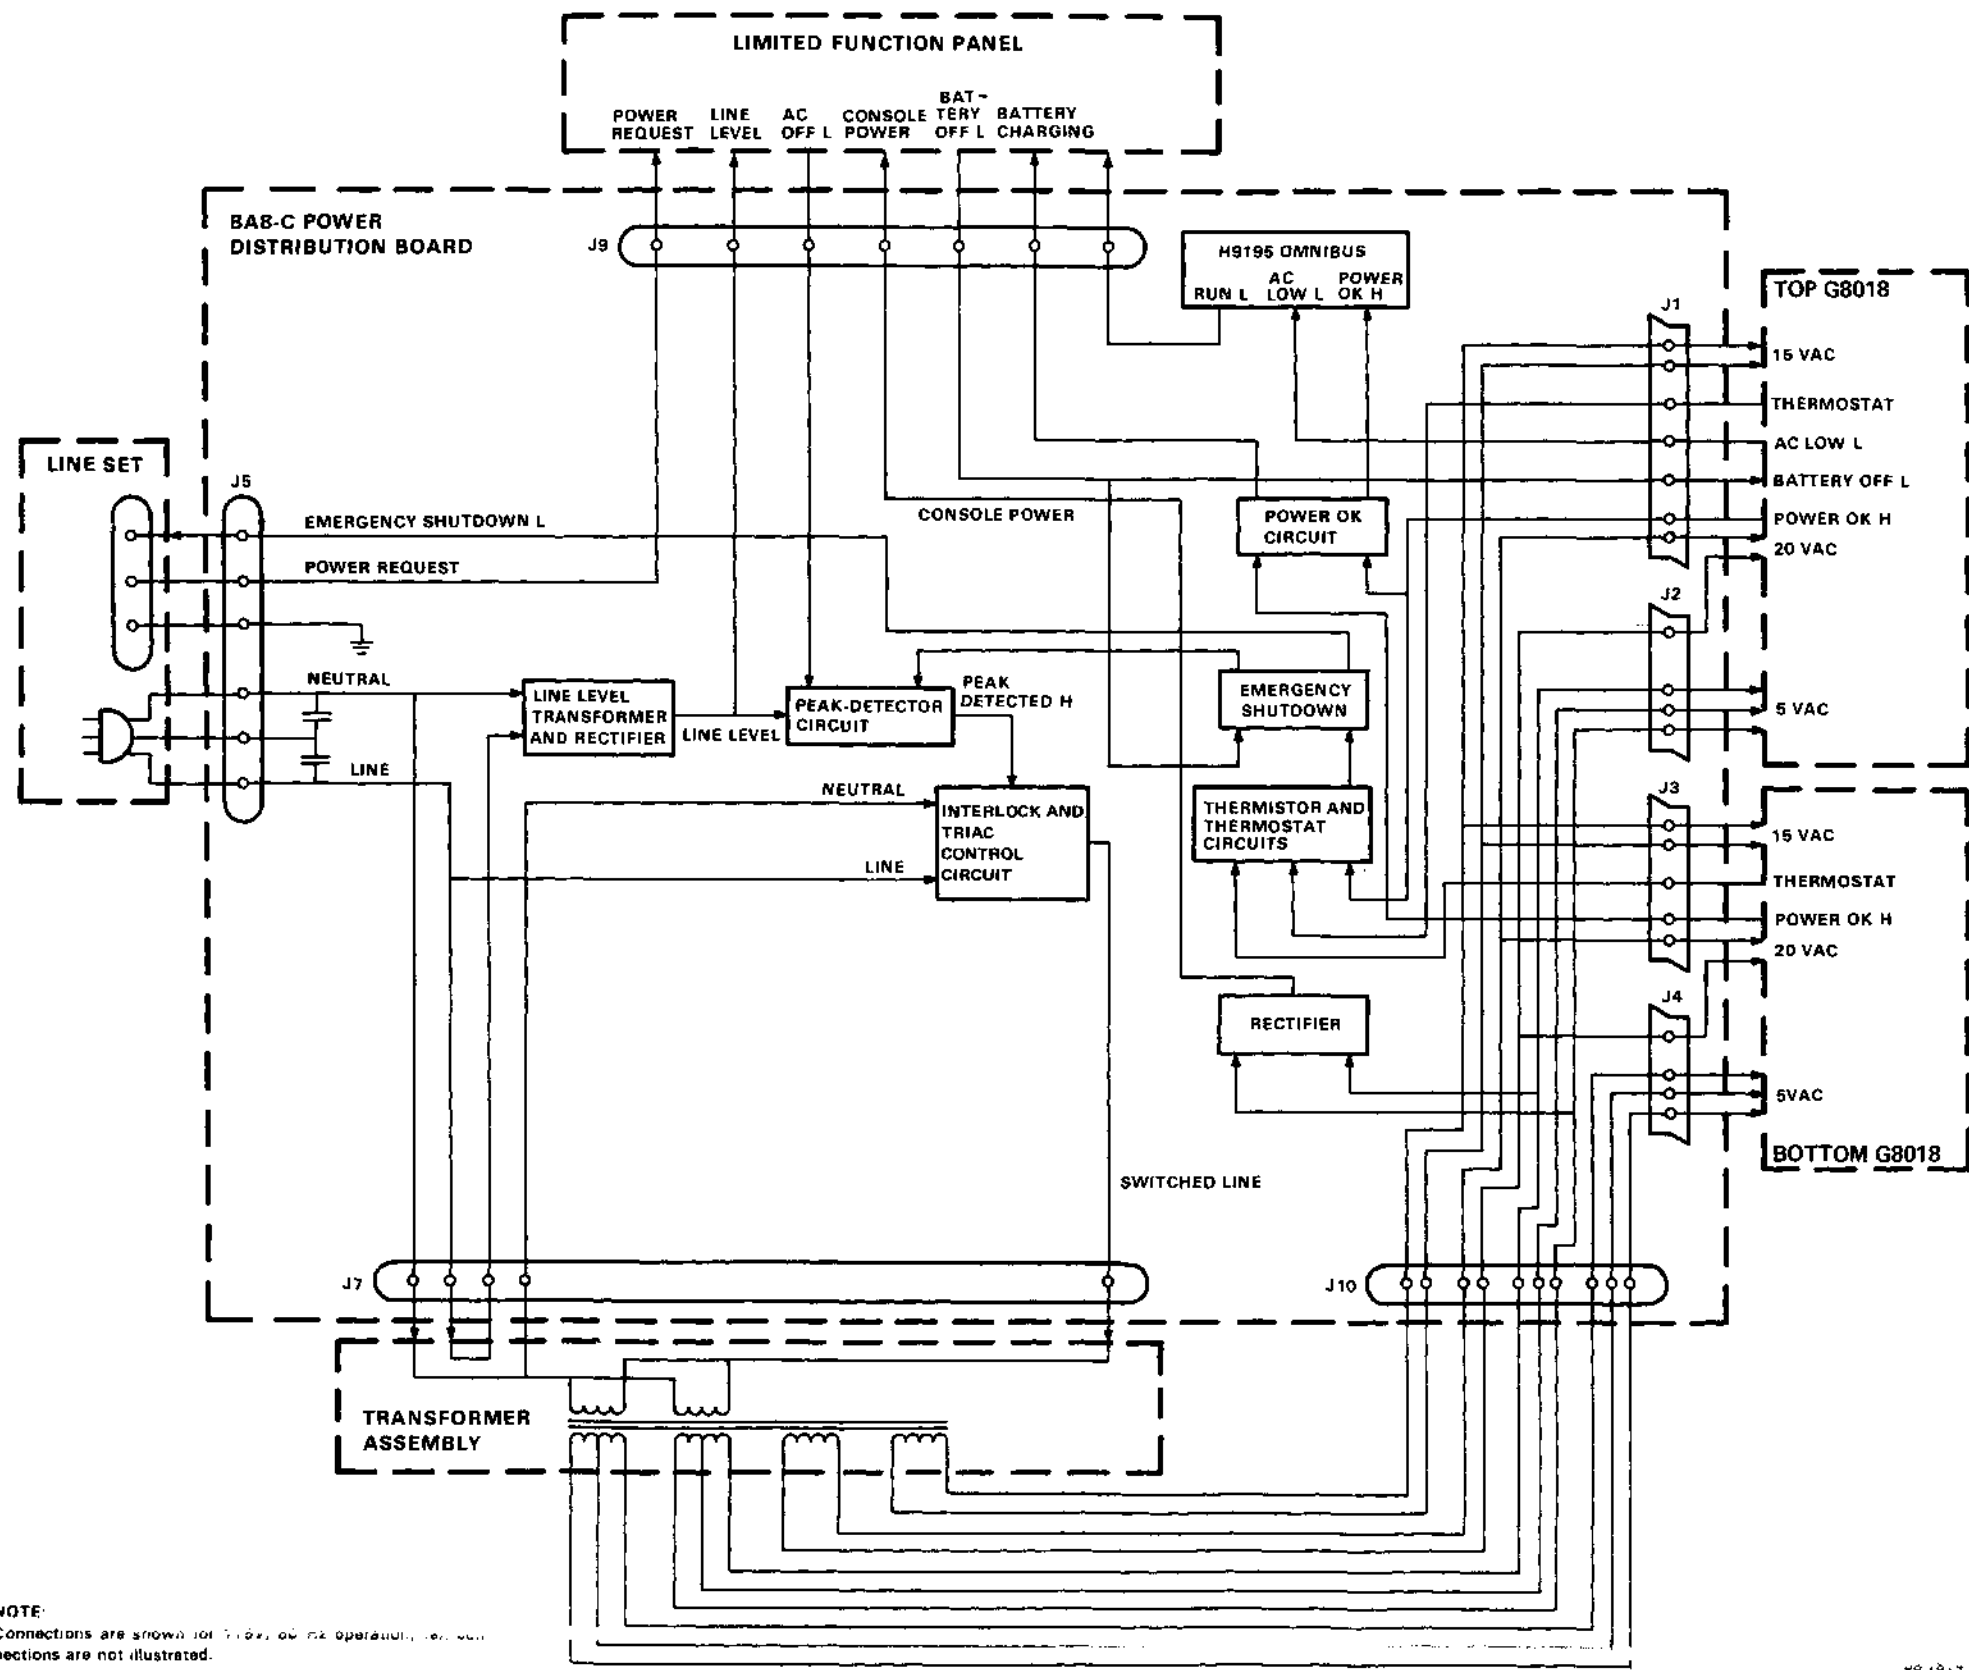 LIMITED FUNCTION PANEL
POWER
REQUEST
LINE
LEVEL
AC
OFF L
CONSOLE
POWER
BAT-
TERY
OFF L
BATTERY
CHARGING
BA8-C POWER
DISTRIBUTION BOARD
J9
H9195 OMNIBUS
RUN L
AC
LOW L
POWER
OK H
J1
TOP G8018
15 VAC
THERMOSTAT
AC LOW L
BATTERY OFF L
POWER OK H
20 VAC
LINE SET
J5
EMERGENCY SHUTDOWN L
POWER REQUEST
CONSOLE POWER
POWER OK
CIRCUIT
J2
5 VAC
NEUTRAL
LINE LEVEL
TRANSFORMER
AND RECTIFIER
LINE LEVEL
PEAK-DETECTOR
CIRCUIT
PEAK
DETECTED H
EMERGENCY
SHUTDOWN
LINE
NEUTRAL
LINE
INTERLOCK AND
TRIAC
CONTROL
CIRCUIT
THERMISTOR AND
THERMOSTAT
CIRCUITS
J3
15 VAC
THERMOSTAT
POWER OK H
20 VAC
RECTIFIER
J4
5VAC
BOTTOM G8018
SWITCHED LINE
J7
J10
TRANSFORMER
ASSEMBLY
NOTE:
Connections are shown operation,
nections are not illustrated.